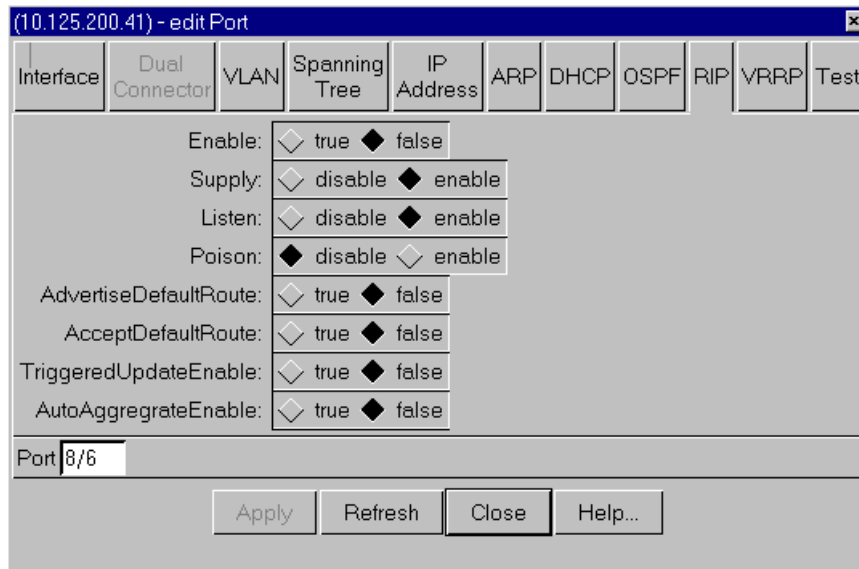 (10.125.200.41) - edit Port
Interface Dual Connector VLAN Spanning Tree IP Address ARP DHCP OSPF RIP VRRP Test
Enable: true false
Supply: disable enable
Listen: disable enable
Poison: disable enable
AdvertiseDefaultRoute: true false
AcceptDefaultRoute: true false
TriggeredUpdateEnable: true false
AutoAggregrateEnable: true false
Port 8/6
Apply Refresh Close Help...